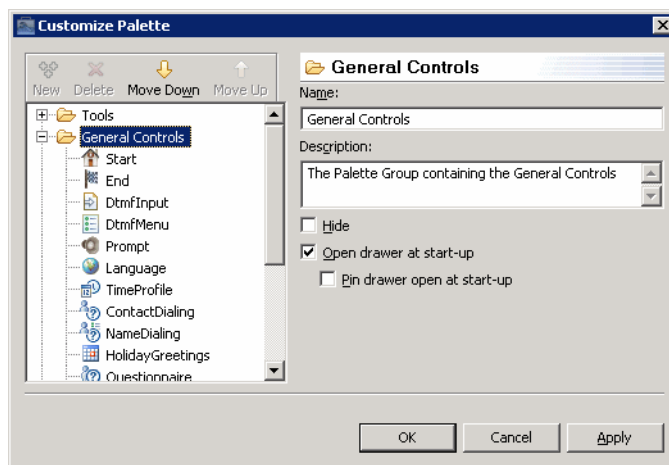 Customize Palette
New Delete Move Down Move Up
Tools
General Controls
Start
End
DtmfInput
DtmfMenu
Prompt
Language
TimeProfile
ContactDialing
NameDialing
HolidayGreetings
Questionnaire
General Controls
Name:
General Controls
Description:
The Palette Group containing the General Controls
Hide
Open drawer at start-up
Pin drawer open at start-up
OK Cancel Apply